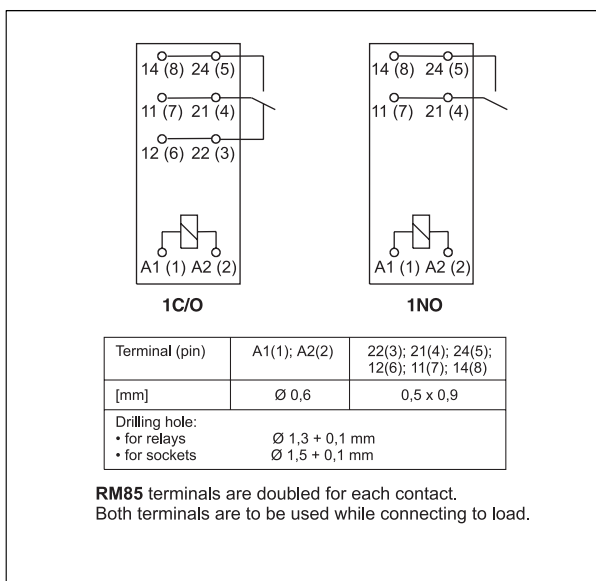 14 (8) 24 (5)
11 (7) 21 (4)
12 (6) 22 (3)
A1 (1) A2 (2)
1C/O
14 (8) 24 (5)
11 (7) 21 (4)
A1 (1) A2 (2)
1NO
Terminal (pin) A1(1); A2(2) 22(3); 21(4); 24(5);
12(6); 11(7); 14(8)
[mm] Ø 0,6 0,5 x 0,9
Drilling hole:
• for relays Ø 1,3 + 0,1 mm
• for sockets Ø 1,5 + 0,1 mm
RM85 terminals are doubled for each contact.
Both terminals are to be used while connecting to load.